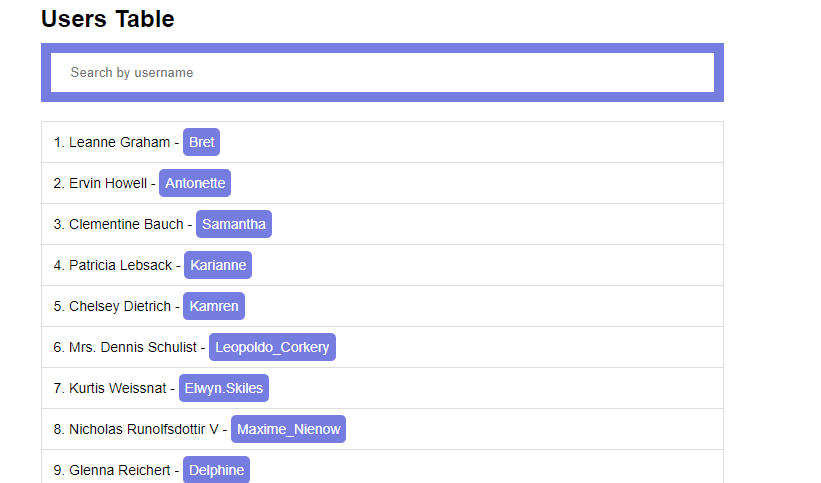 Users Table
Search by username
1. Leanne Graham - Bret
2. Ervin Howell - Antonette
3. Clementine Bauch - Samantha
4. Patricia Lebsack - Karianne
5. Chelsey Dietrich - Kamren
6. Mrs. Dennis Schulist - Leopoldo_Corkery
7. Kurtis Weissnat - Elwyn.Skiles
8. Nicholas Runolfsdottir V - Maxime_Nienow
9. Glenna Reichert - Delphine